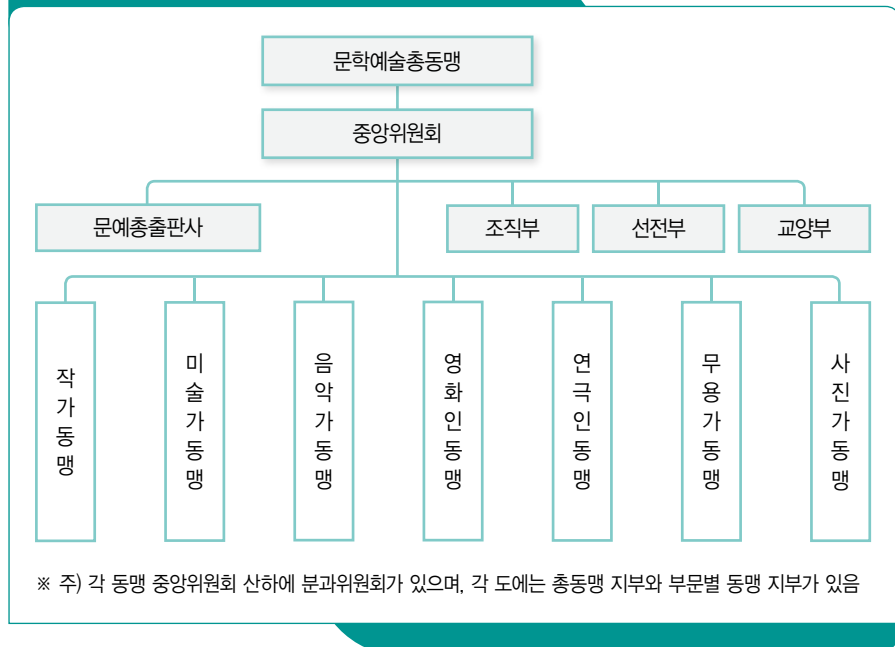 문학예술총동맹
중앙위원회
문예총출판사
조직부
선전부
교양부
작가동맹
미술가동맹
음악가동맹
영화인동맹
연극인동맹
무용가동맹
사진가동맹
※ 주) 각 동맹 중앙위원회 산하에 분과위원회가 있으며, 각 도에는 총동맹 지부와 부문별 동맹 지부가 있음